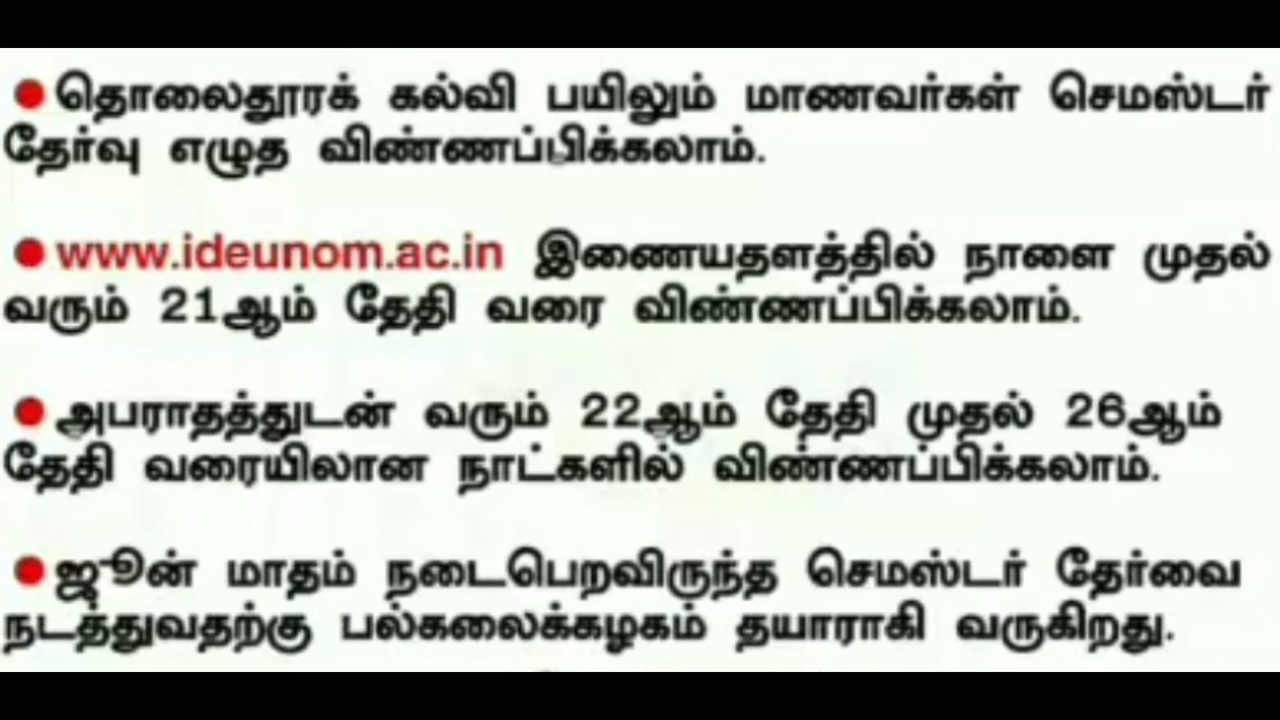 ●தொலைதூரக் கல்வி பயிலும் மாணவர்கள் செமஸ்டர்
தேர்வு எழுத விண்ணப்பிக்கலாம்.
●www.ideunom.ac.in இணையதளத்தில் நாளை முதல்
வரும் 21ஆம் தேதி வரை விண்ணப்பிக்கலாம்.
●அபராதத்துடன் வரும் 22ஆம் தேதி முதல் 26ஆம்
தேதி வரையிலான நாட்களில் விண்ணப்பிக்கலாம்.
●ஜூன் மாதம் நடைபெறவிருந்த செமஸ்டர் தேர்வை
நடத்துவதற்கு பல்கலைக்கழகம் தயாராகி வருகிறது.